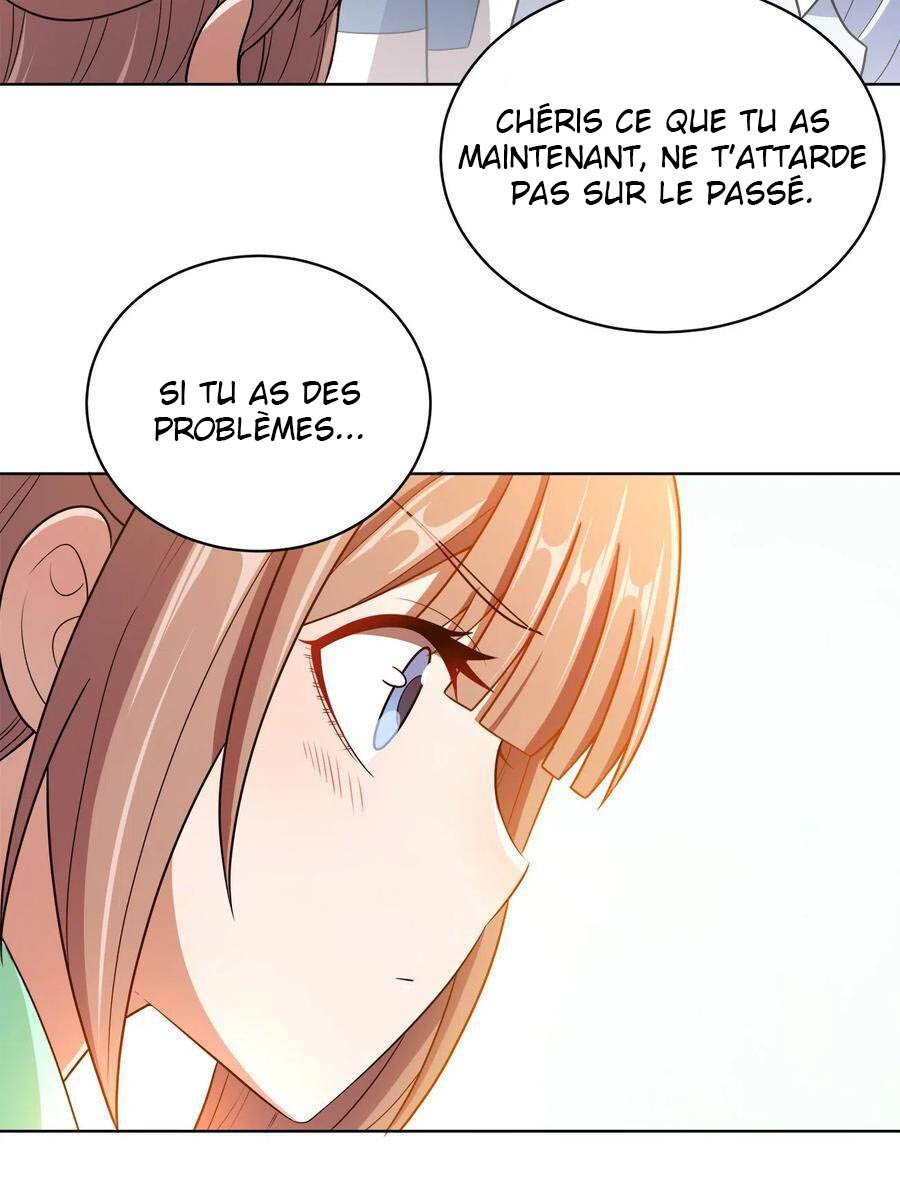 CHÉRIS CE QUE TU AS
MAINTENANT, NE T'ATTARDE
PAS SUR LE PASSÉ.
SI TU AS DES
PROBLÈMES...